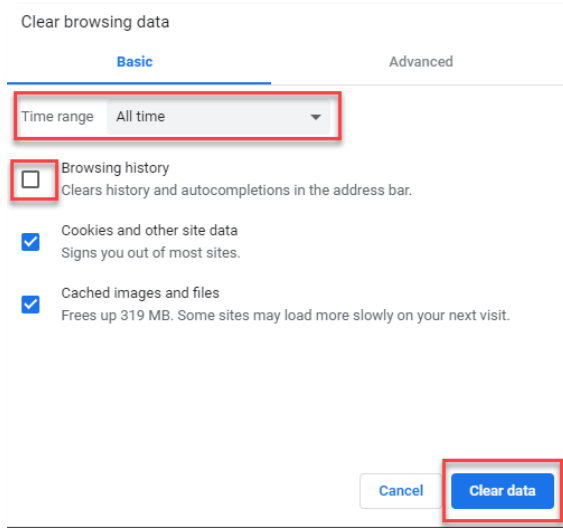 Clear browsing data
Basic Advanced
Time range All time
Browsing history
Clears history and autocompletions in the address bar.
Cookies and other site data
Signs you out of most sites.
Cached images and files
Frees up 319 MB. Some sites may load more slowly on your next visit.
Cancel Clear data